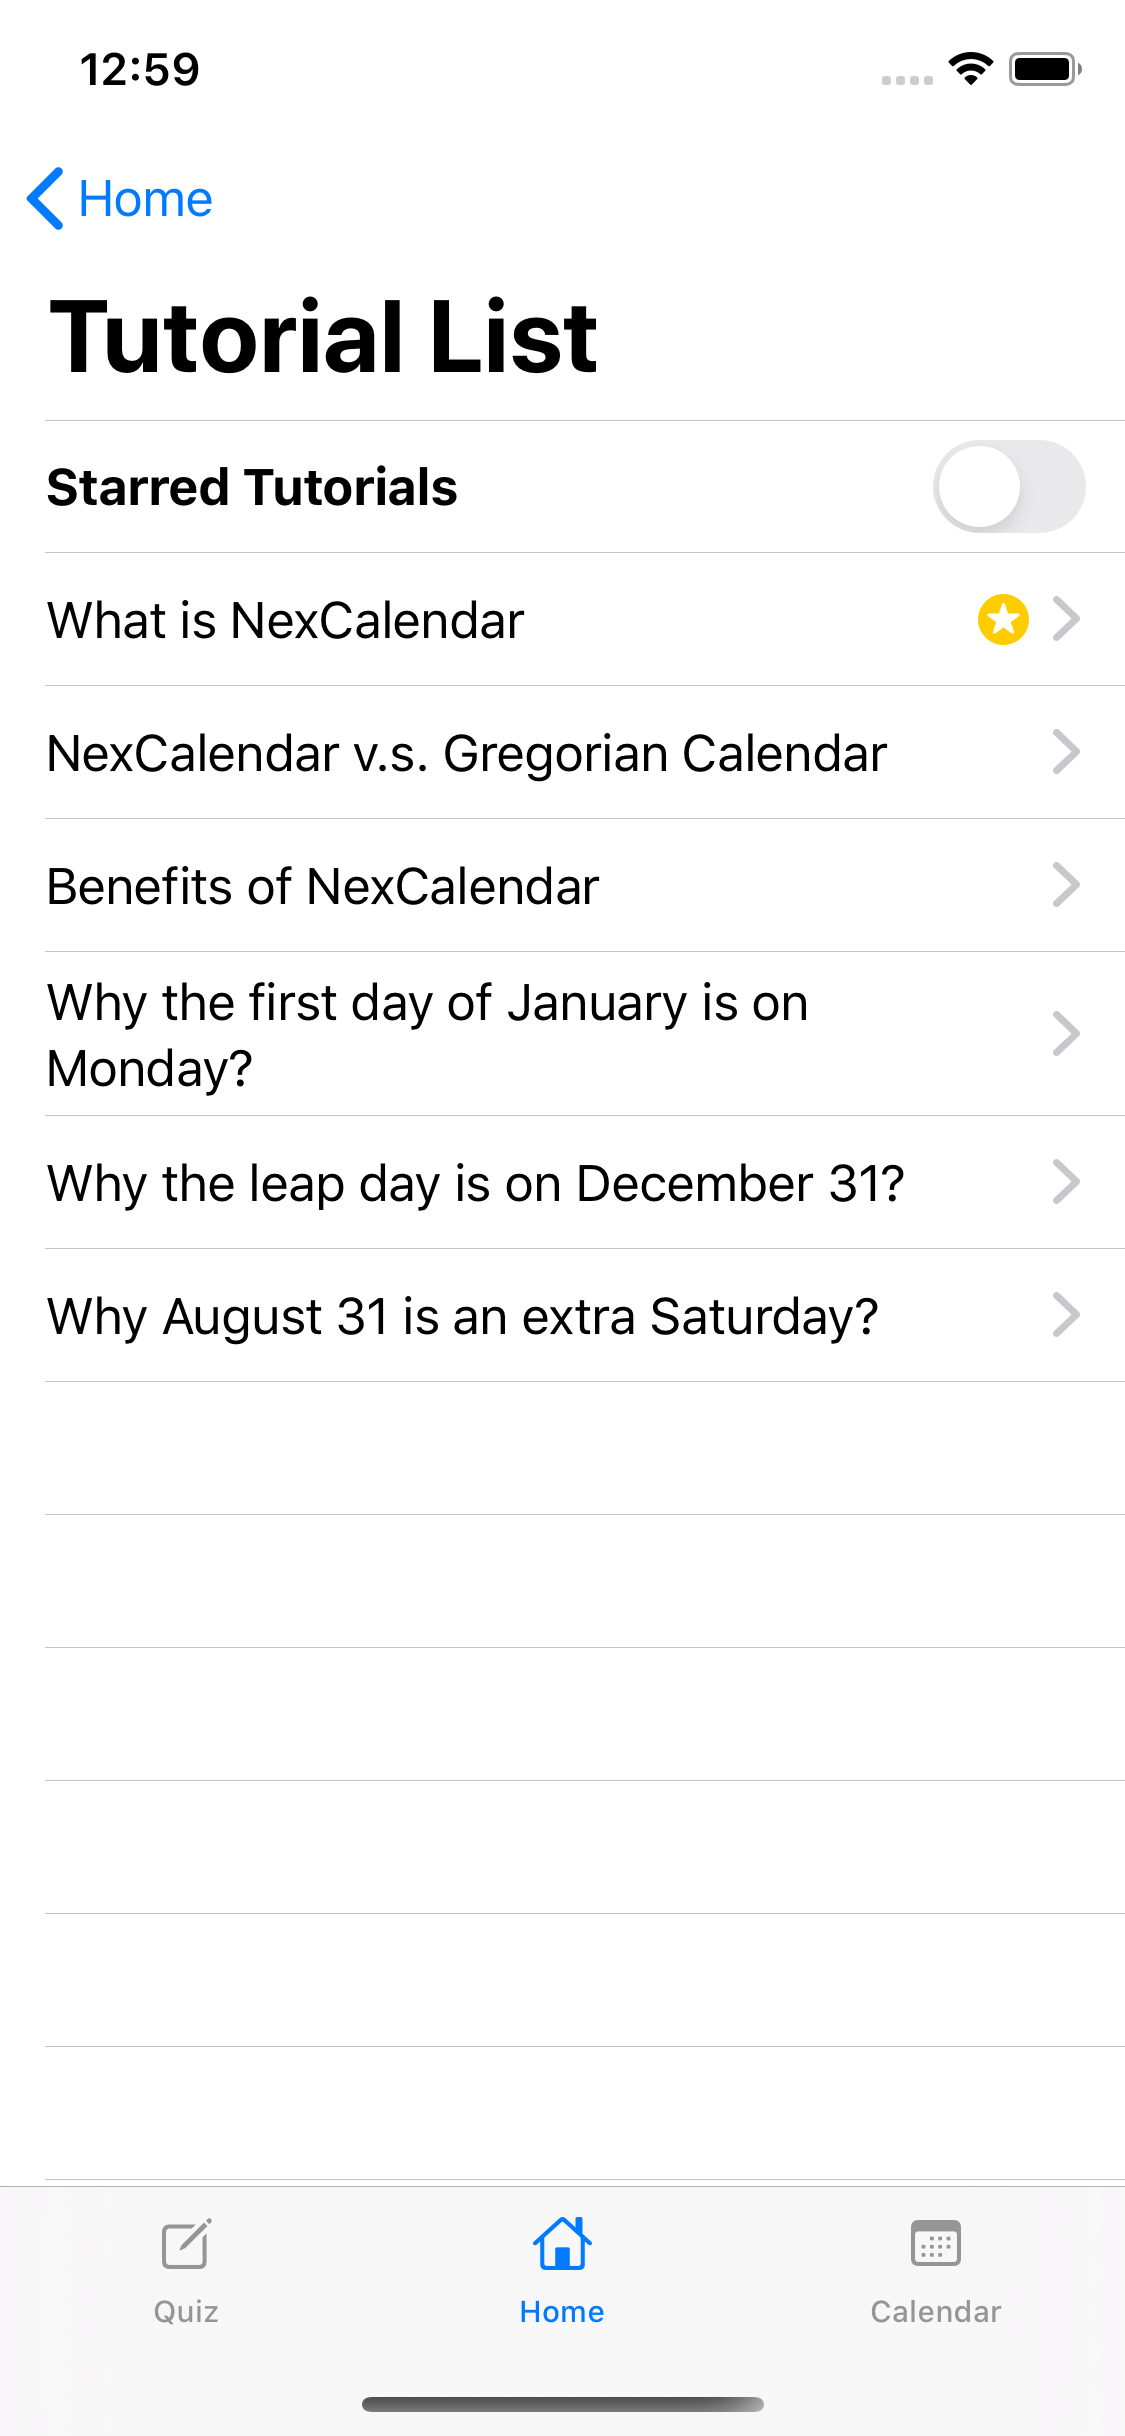 12:59
Home
Tutorial List
Starred Tutorials
What is NexCalendar
NexCalendar v.s. Gregorian Calendar
Benefits of NexCalendar
Why the first day of January is on
Monday?
Why the leap day is on December 31?
Why August 31 is an extra Saturday?
Quiz
Home
Calendar